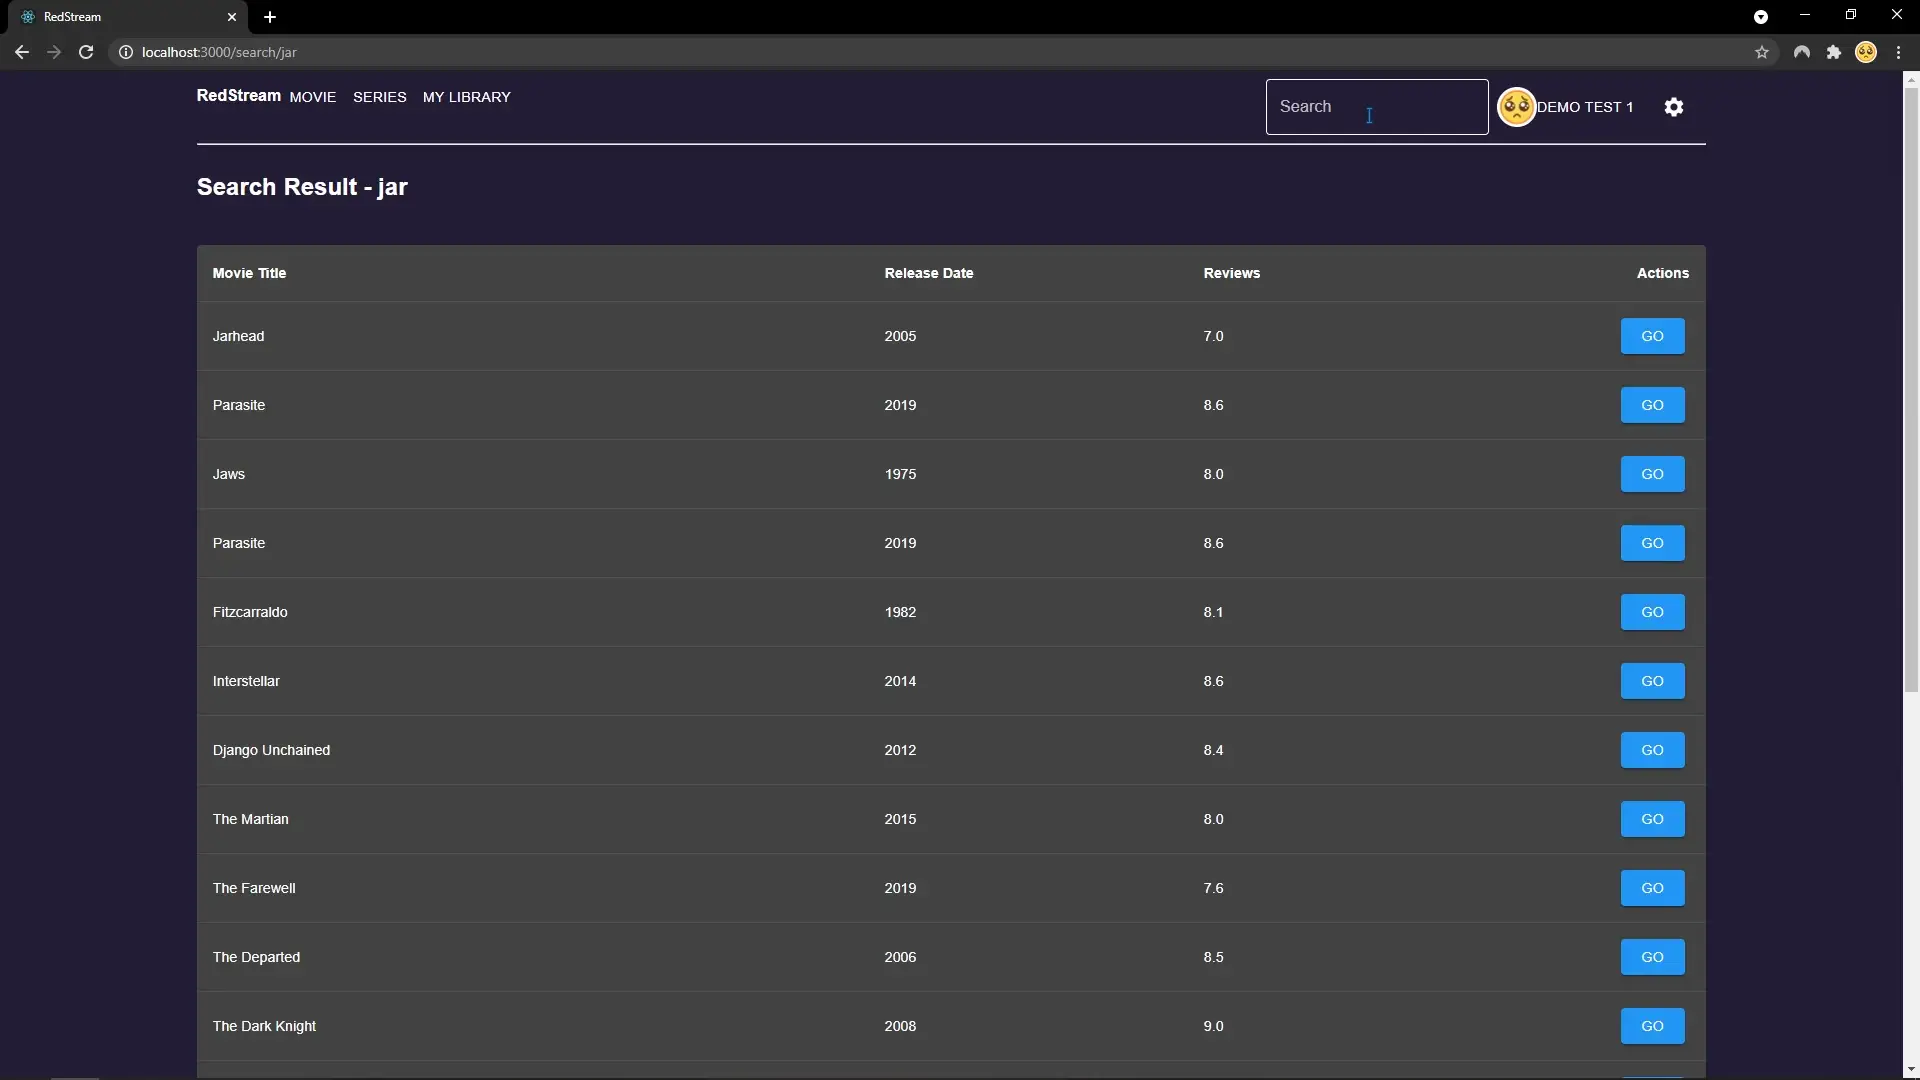 RedStream
localhost:3000/search/jar
RedStream MOVIE SERIES MY LIBRARY Search DEMO TEST 1
Search Result - jar
Movie Title Release Date Reviews Actions
Jarhead 2005 7.0 GO
Parasite 2019 8.6 GO
Jaws 1975 8.0 GO
Parasite 2019 8.6 GO
Fitzcarraldo 1982 8.1 GO
Interstellar 2014 8.6 GO
Django Unchained 2012 8.4 GO
The Martian 2015 8.0 GO
The Farewell 2019 7.6 GO
The Departed 2006 8.5 GO
The Dark Knight 2008 9.0 GO